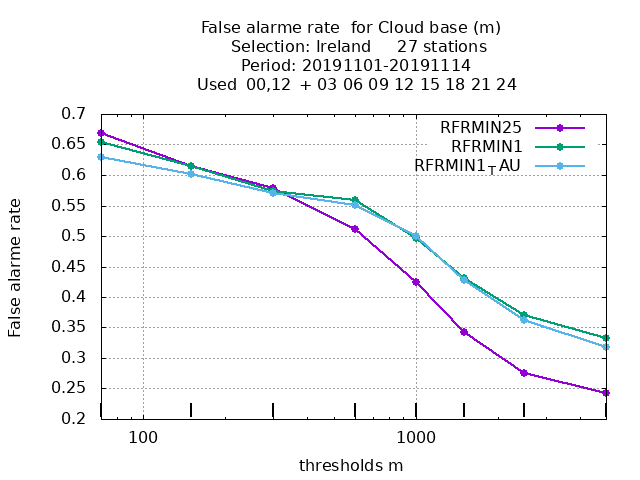 False alarme rate  for Cloud base (m)
Selection: Ireland     27 stations
Period: 20191101-20191114
Used  00,12  + 03 06 09 12 15 18 21 24
RFRMIN25
RFRMIN1
RFRMIN1TAU
0.7
0.65
0.6
0.55
0.5
0.45
0.4
0.35
0.3
0.25
0.2
False alarme rate
100
1000
thresholds m